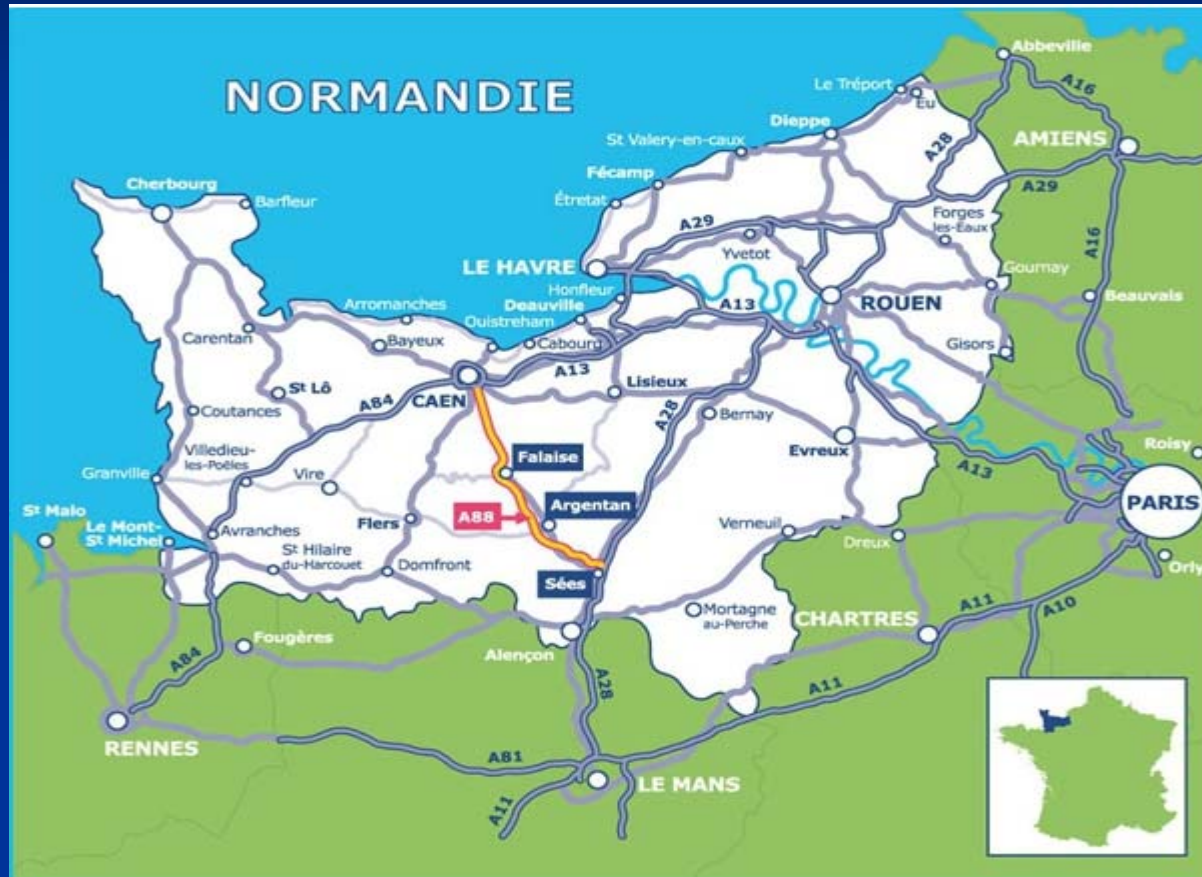 NORMANDIE
Abbeville
A16
Le Tréport
Eu
Dieppe
A28
AMIENS
St Valery-en-caux
A29
Fécamp
Cherbourg
Barfleur
Étretat
A29
Forges
les-Eaux
A16
Yvetot
LE HAVRE
Gournay
Honfleur
Deauville
A13
ROUEN
Beauvais
Arromanches
Ouistreham
Carentan
Bayeux
Cabourg
Gisors
A13
St Lô
A84
CAEN
Lisieux
A28
Coutances
Bernay
Villedieu-
les-Poëles
Evreux
Roisy
Falaise
A13
Granville
Vire
PARIS
St Malo
Argentan
A88
Le Mont-
St Michel
Avranches
Flers
Verneuil
Dreux
St Hilaire
du-Harcouet
Domfront
Sées
Orly
Mortagne
au-Perche
A11
A10
CHARTRES
Fougères
Alençon
A84
A28
A11
RENNES
A81
LE MANS
A11